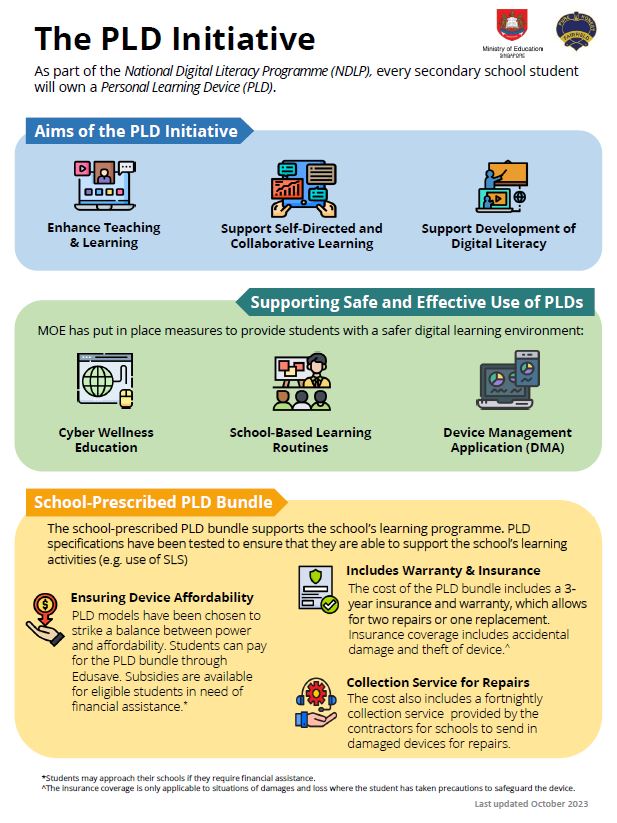 The PLD Initiative
Ministry of Education
SINGAPORE
As part of the National Digital Literacy Programme (NDLP), every secondary school student
will own a Personal Learning Device (PLD).
Aims of the PLD Initiative
Enhance Teaching
& Learning
Support Self-Directed and
Collaborative Learning
Support Development of
Digital Literacy
Supporting Safe and Effective Use of PLDs
MOE has put in place measures to provide students with a safer digital learning environment:
Cyber Wellness
Education
School-Based Learning
Routines
Device Management
Application (DMA)
School-Prescribed PLD Bundle
The school-prescribed PLD bundle supports the school's learning programme. PLD
specifications have been tested to ensure that they are able to support the school's learning
activities (e.g. use of SLS)
Ensuring Device Affordability
PLD models have been chosen to
strike a balance between power
and affordability. Students can pay
for the PLD bundle through
Edusave. Subsidies are available
for eligible students in need of
financial assistance.*
Includes Warranty & Insurance
The cost of the PLD bundle includes a 3-
year insurance and warranty, which allows
for two repairs or one replacement.
Insurance coverage includes accidental
damage and theft of device.^
Collection Service for Repairs
The cost also includes a fortnightly
collection service provided by the
contractors for schools to send in
damaged devices for repairs.
*Students may approach their schools if they require financial assistance.
^The insurance coverage is only applicable to situations of damages and loss where the student has taken precautions to safeguard the device.
Last updated October 2023